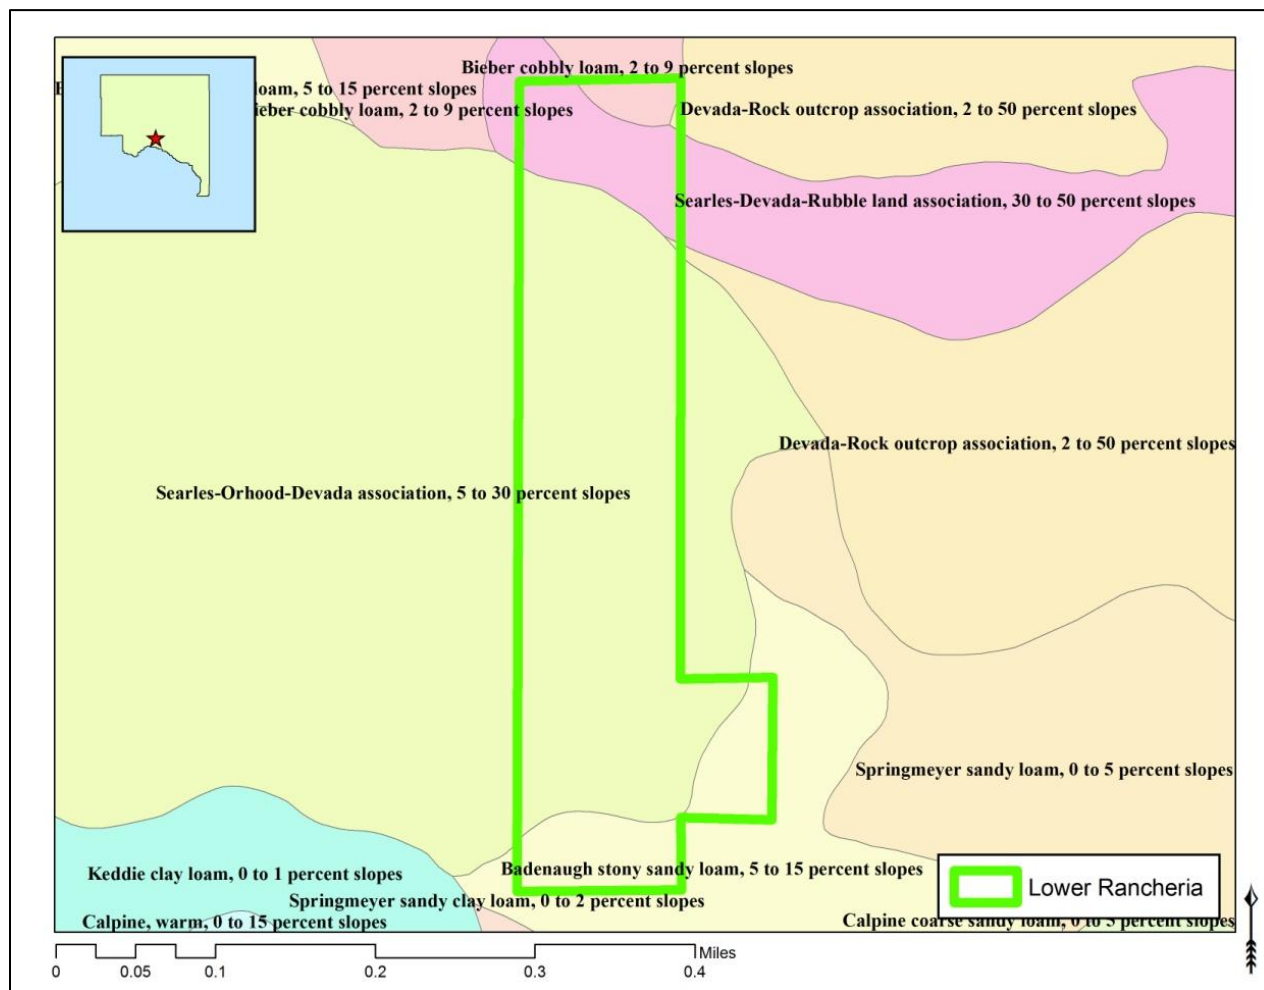 Bieber cobbly loam, 2 to 9 percent slopes
loam, 5 to 15 percent slopes
ieber cobbly loam, 2 to 9 percent slopes
Devada-Rock outcrop association, 2 to 50 percent slopes
Searles-Devada-Rubble land association, 30 to 50 percent slopes
Devada-Rock outcrop association, 2 to 50 percent slopes
Searles-Orhood-Devada association, 5 to 30 percent slopes
Springmeyer sandy loam, 0 to 5 percent slopes
Badenaugh stony sandy loam, 5 to 15 percent slopes
Keddie clay loam, 0 to 1 percent slopes
Lower Rancheria
Springmeyer sandy clay loam, 0 to 2 percent slopes
Calpine, warm, 0 to 15 percent slopes
Calpine coarse sandy loam, 0 to 5 percent slopes
Miles
0 0.05 0.1 0.2 0.3 0.4